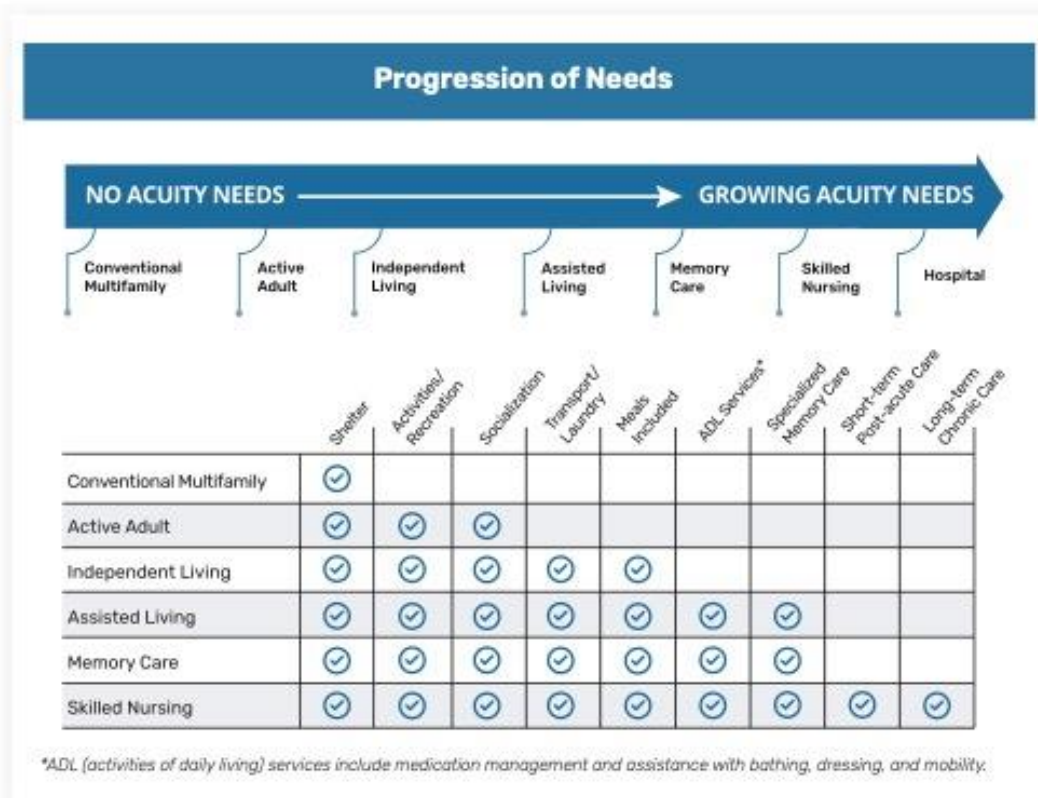 Progression of Needs
NO ACUITY NEEDS
GROWING ACUITY NEEDS
Conventional
Multifamily
Active
Adult
Independent
Living
Assisted
Living
Memory
Care
Skilled
Nursing
Hospital
Shelter
Activities/
Recreation
Socialization
Transport/
Laundry
Meals
Included
ADL Services*
Specialized
Memory Care
Short-term
Post-acute Care
Long-term
Chronic Care
Conventional Multifamily
Active Adult
Independent Living
Assisted Living
Memory Care
Skilled Nursing
*ADL (activities of daily living) services include medication management and assistance with bathing, dressing, and mobility.